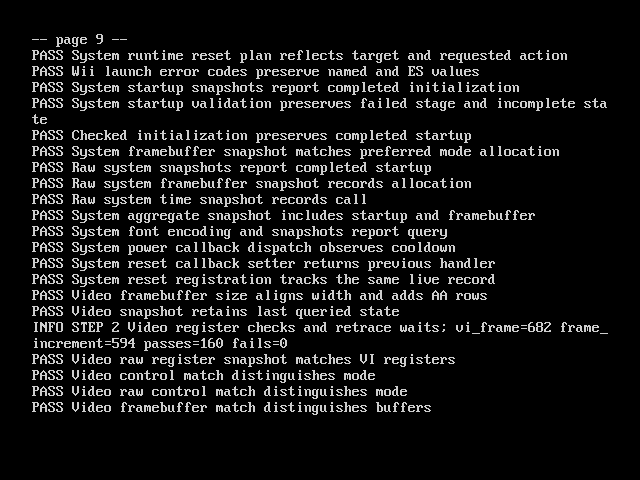 -- page 9 --
PASS System runtime reset plan reflects target and requested action
PASS Wii launch error codes preserve named and ES values
PASS System startup snapshots report completed initialization
PASS System startup validation preserves failed stage and incomplete sta
te
PASS Checked initialization preserves completed startup
PASS System framebuffer snapshot matches preferred mode allocation
PASS Raw system snapshots report completed startup
PASS Raw system framebuffer snapshot records allocation
PASS Raw system time snapshot records call
PASS System aggregate snapshot includes startup and framebuffer
PASS System font encoding and snapshots report query
PASS System power callback dispatch observes cooldown
PASS System reset callback setter returns previous handler
PASS System reset registration tracks the same live record
PASS Video framebuffer size aligns width and adds AA rows
PASS Video snapshot retains last queried state
INFO STEP 2 Video register checks and retrace waits; vi_frame=682 frame_
increment=594 passes=160 fails=0
PASS Video raw register snapshot matches VI registers
PASS Video control match distinguishes mode
PASS Video raw control match distinguishes mode
PASS Video framebuffer match distinguishes buffers